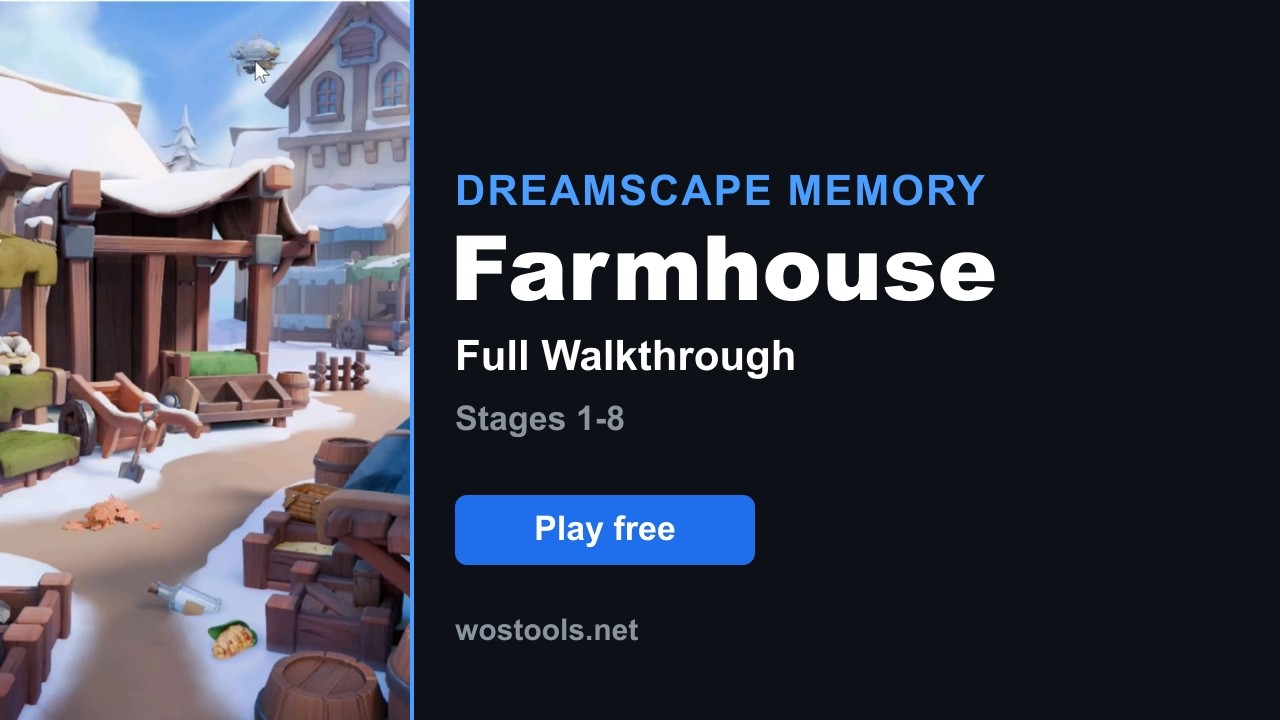 DREAMSCAPE MEMORY
Farmhouse
Full Walkthrough
Stages 1-8
Play free
wostools.net